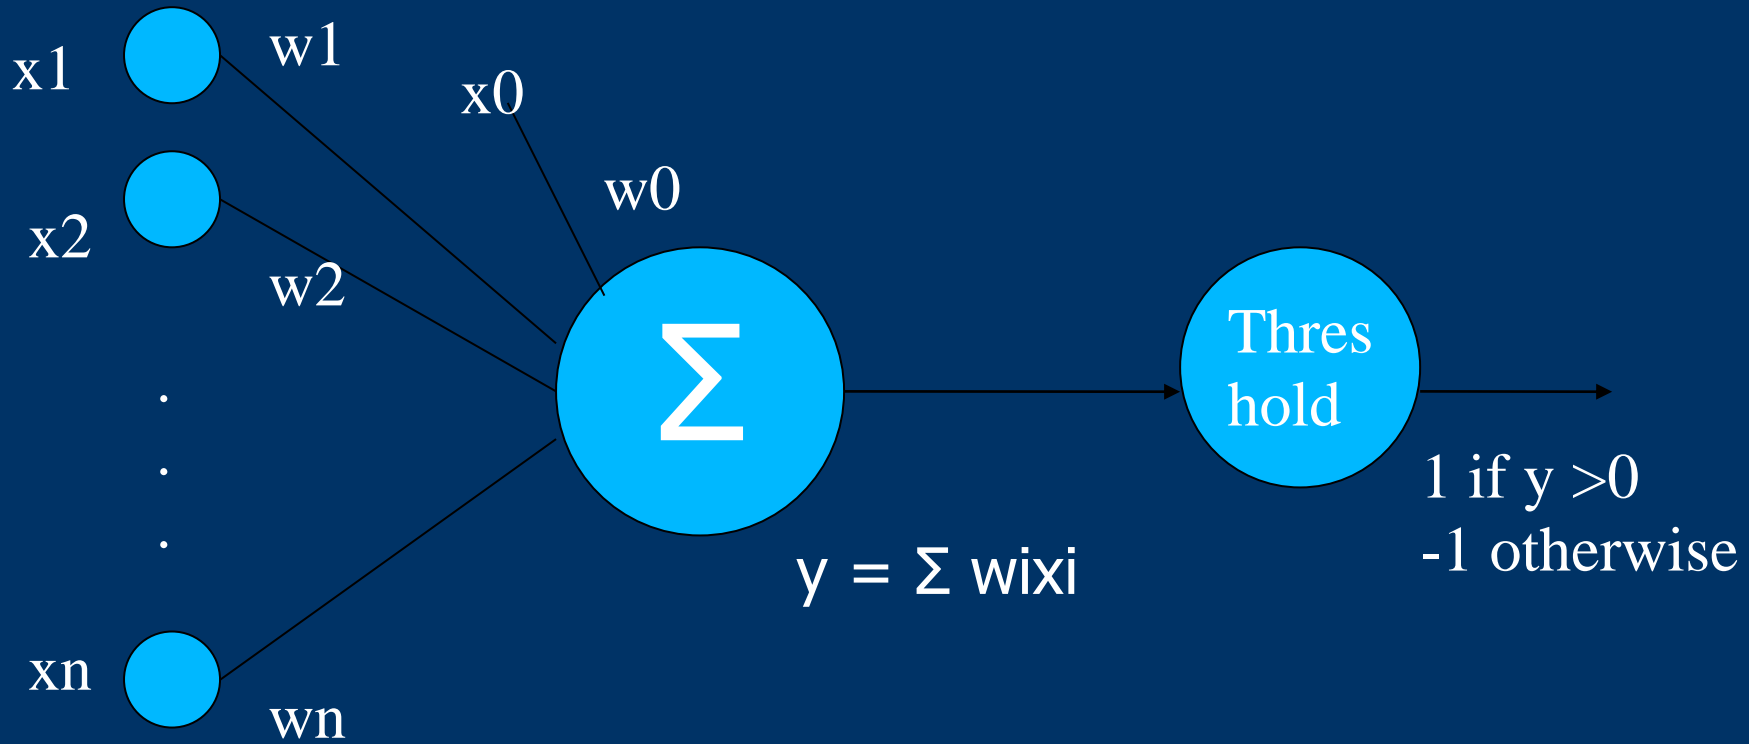 x1
w1
x0
w0
x2
w2
.
.
.
Σ
Thres
hold
1 if y >0
-1 otherwise
y = Σ wixi
xn
wn